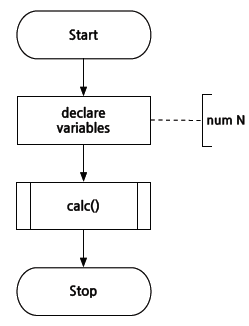 Start
declare
variables
num N
calc()
Stop